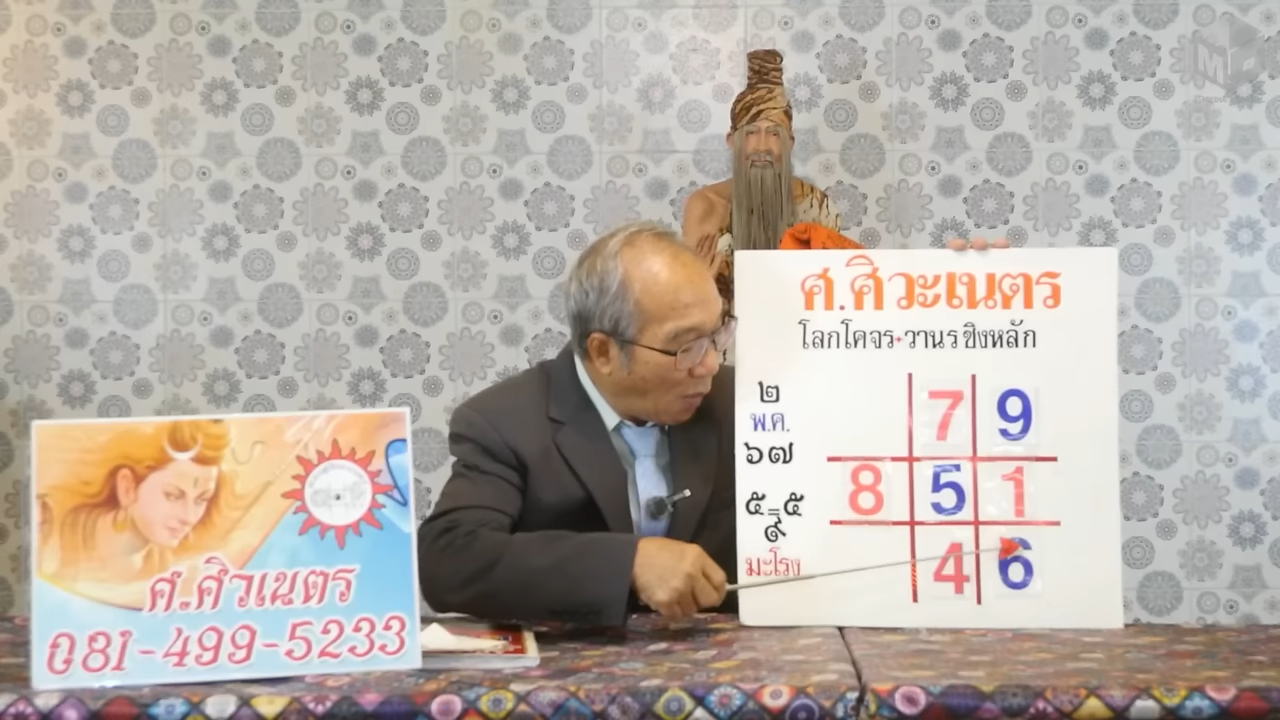 ศ.ศิวะเนตร
โลกโคจร+วานรชิงหลัก
๒
พ.ค.
๖๗
๕=๕
๙
มะโรง
7 9
8 5 1
4 6
ศ.ศิวเนตร
081-499-5233